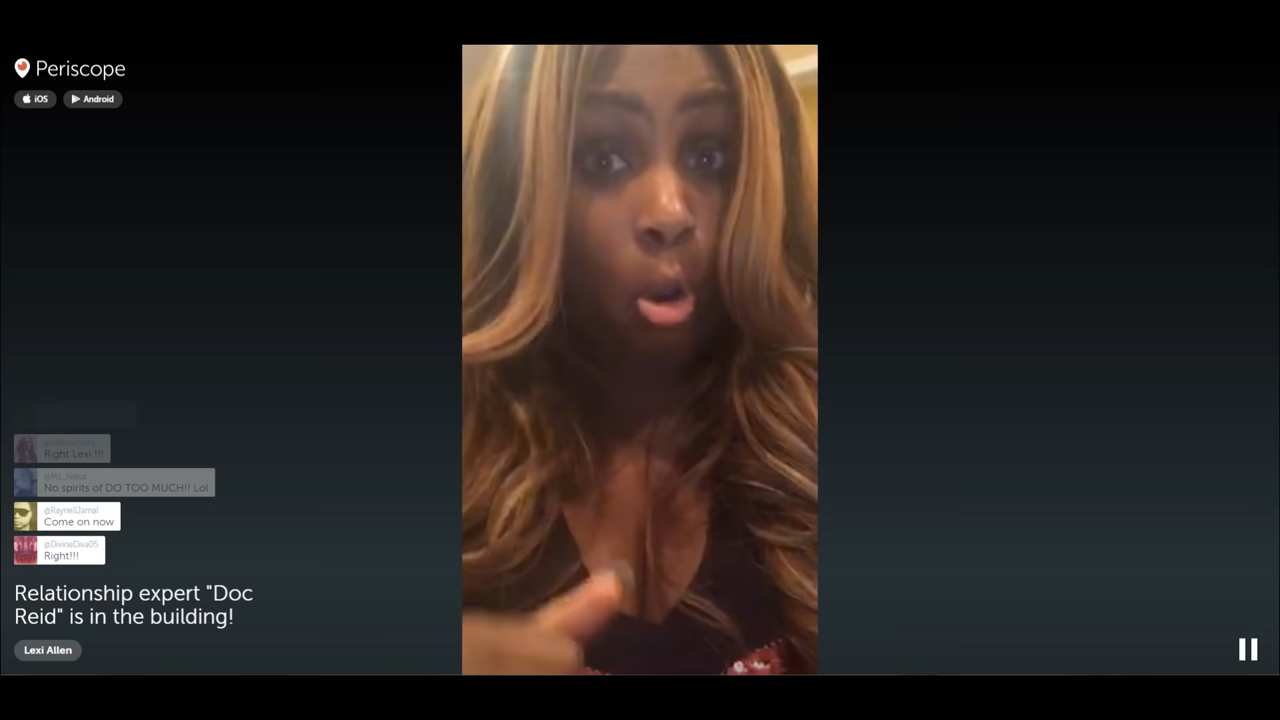 Periscope
iOS
Android
Right Lexi !!!
@Mz_Nykia
No spirits of DO TOO MUCH!! Lol
@RaynellJamal
Come on now
@DivineDiva05
Right!!!
Relationship expert "Doc
Reid" is in the building!
Lexi Allen